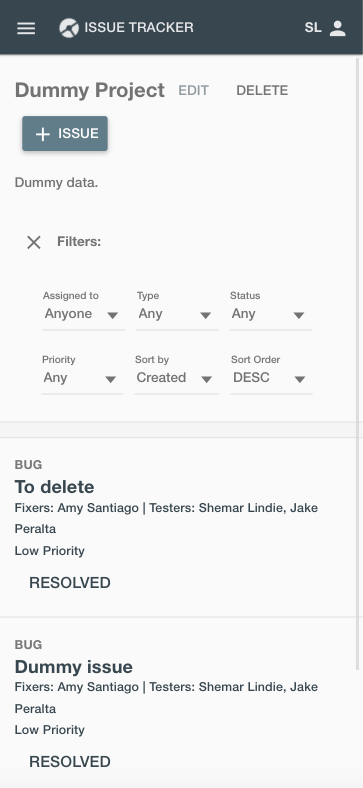 ISSUE TRACKER SL
Dummy Project EDIT DELETE
+ ISSUE
Dummy data.
Filters:
Assigned to Type Status
Anyone Any Any
Priority Sort by Sort Order
Any Created DESC
BUG
To delete
Fixers: Amy Santiago | Testers: Shemar Lindie, Jake
Peralta
Low Priority
RESOLVED
BUG
Dummy issue
Fixers: Amy Santiago | Testers: Shemar Lindie, Jake
Peralta
Low Priority
RESOLVED